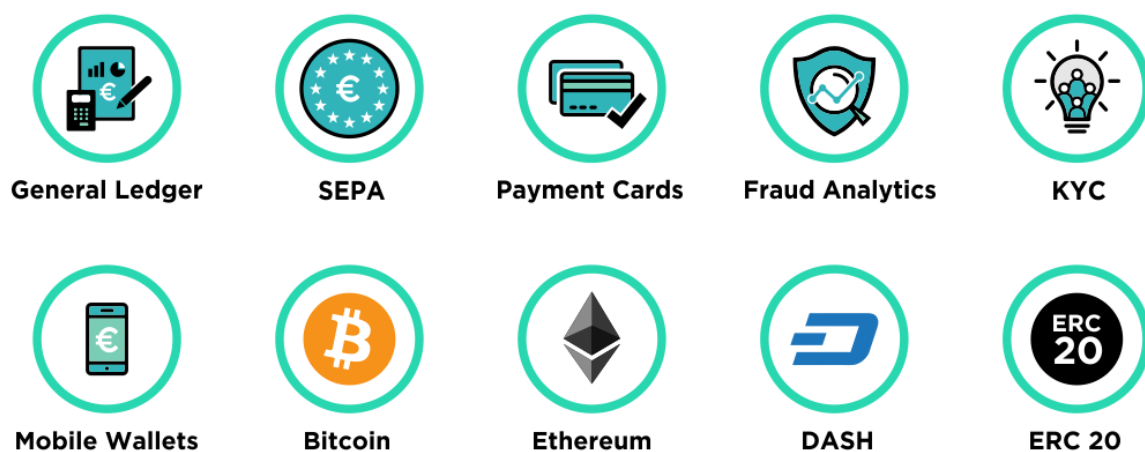 €
€
General Ledger
SEPA
Payment Cards
Fraud Analytics
KYC
€
ERC
20
Mobile Wallets
Bitcoin
Ethereum
DASH
ERC 20